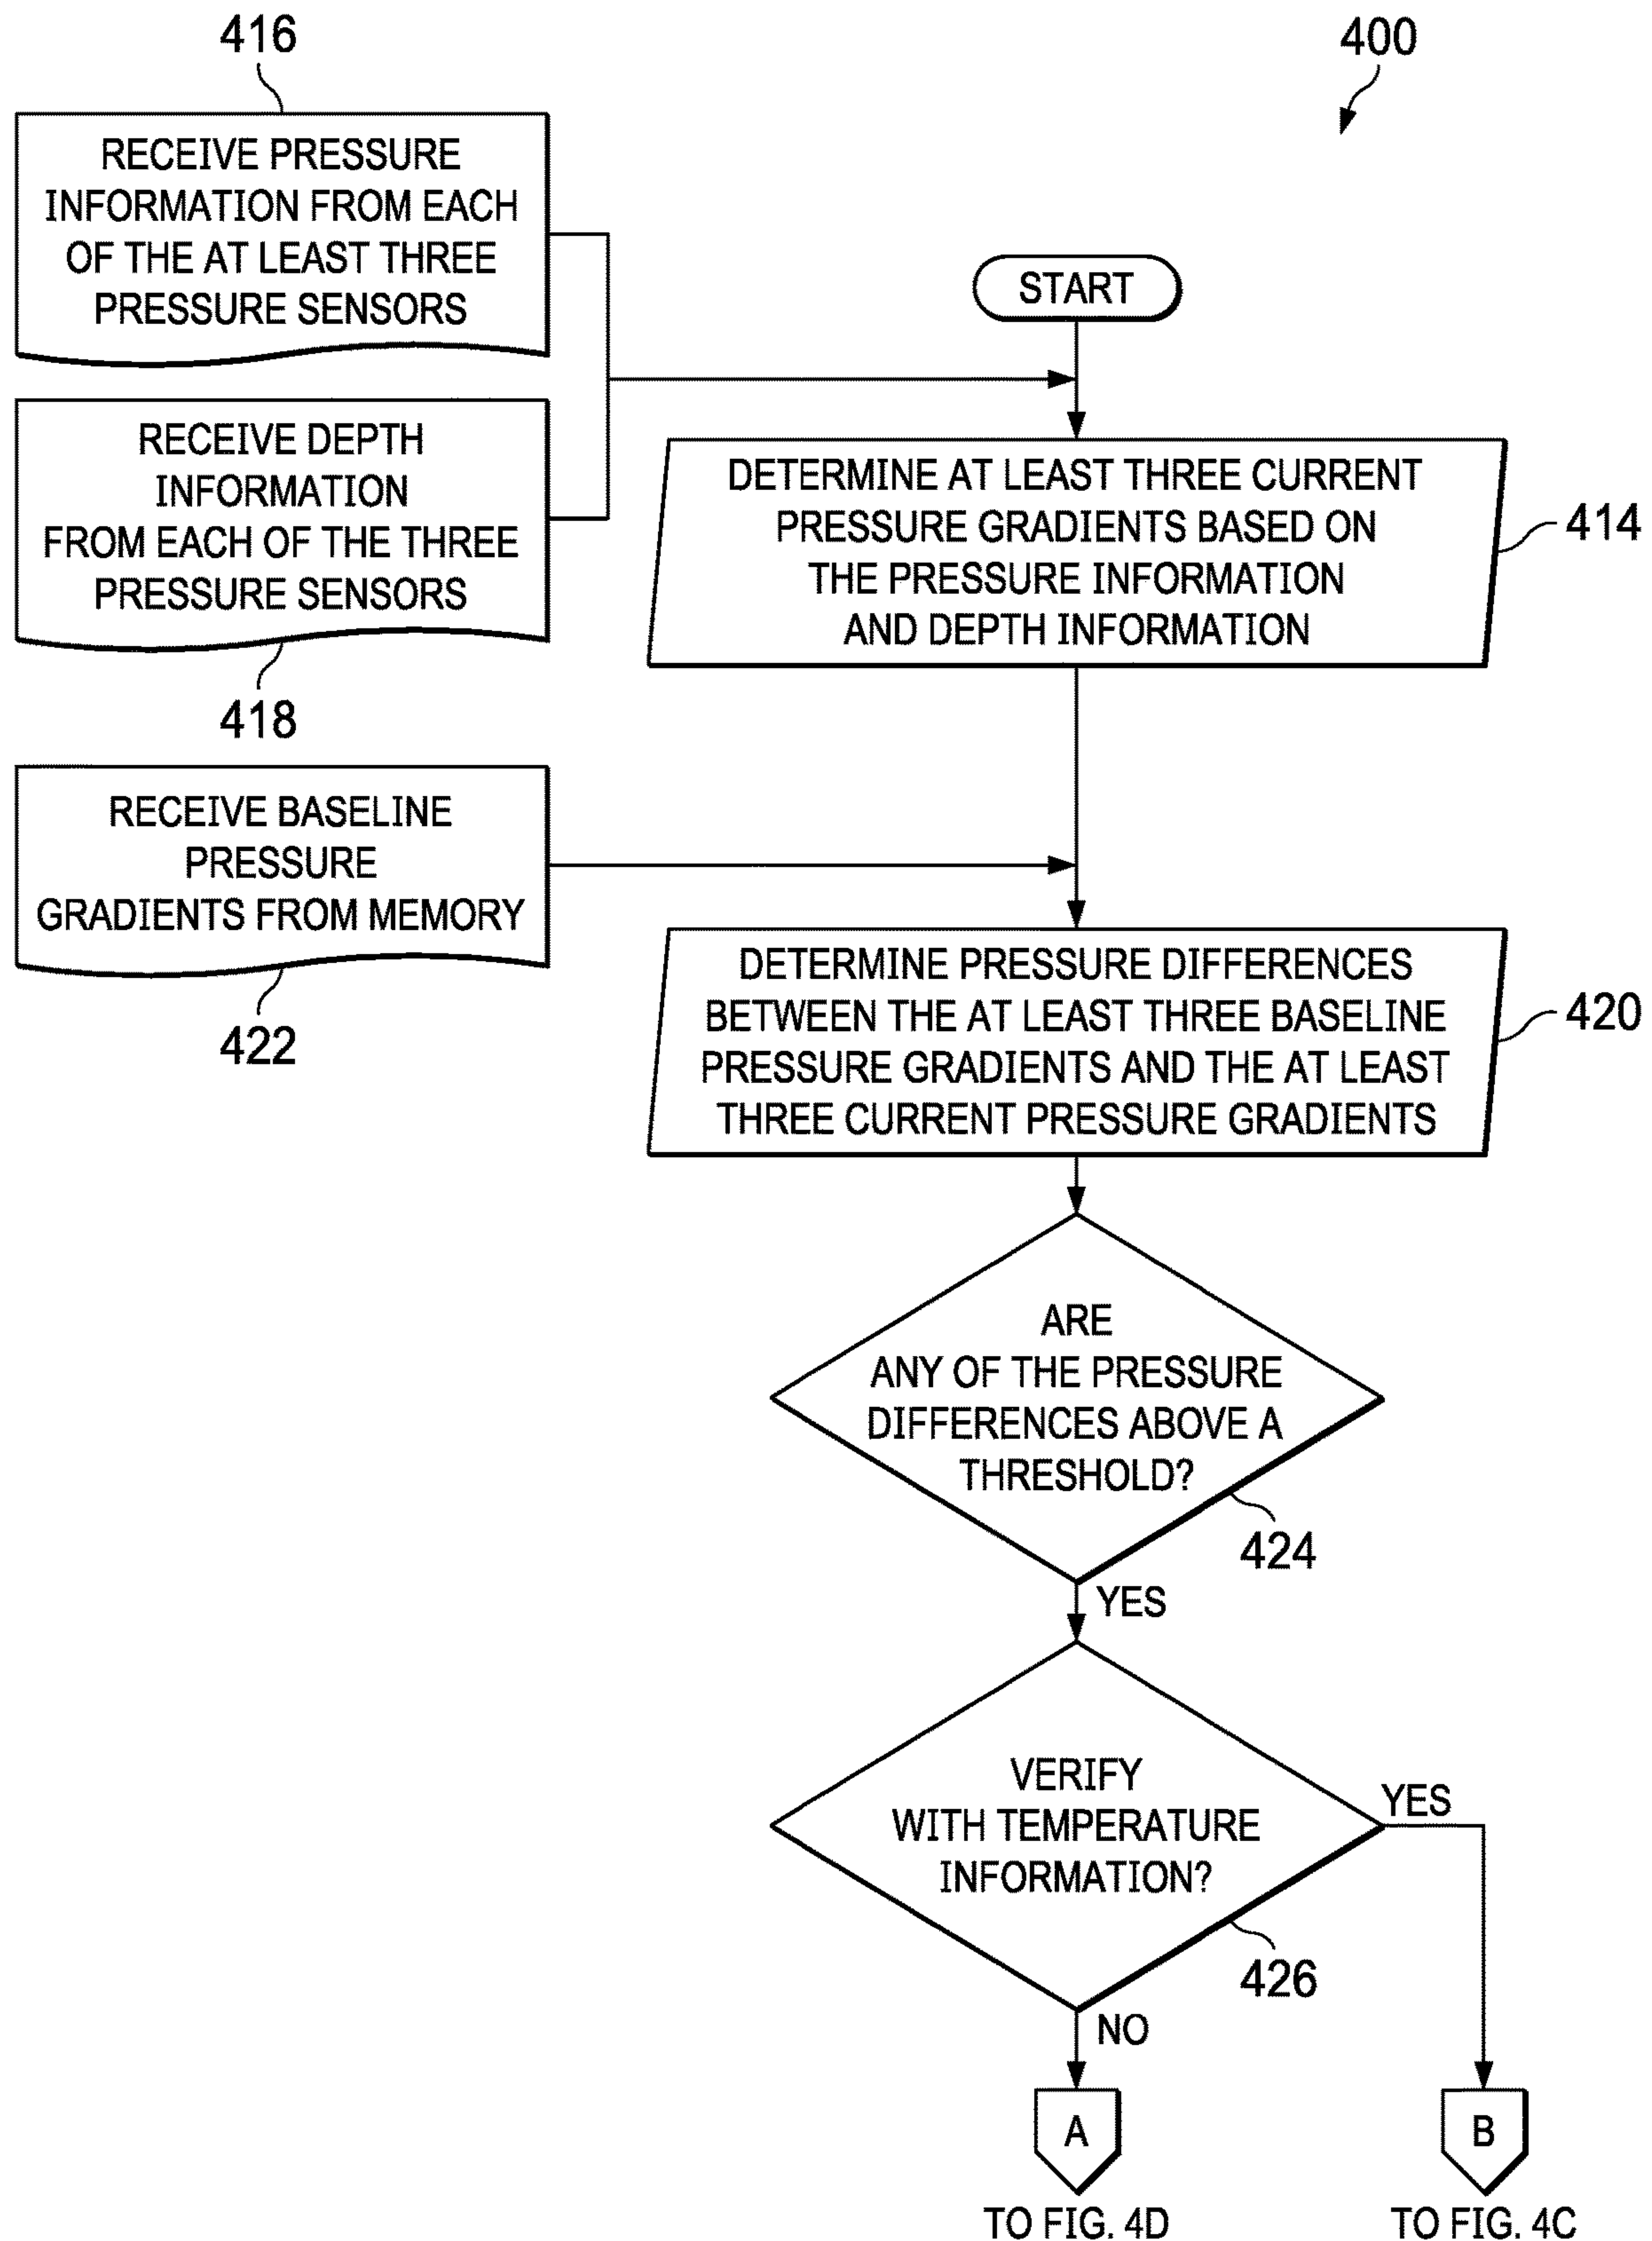 416
400
RECEIVE PRESSURE
INFORMATION FROM EACH
OF THE AT LEAST THREE
PRESSURE SENSORS
START
RECEIVE DEPTH
INFORMATION
FROM EACH OF THE THREE
PRESSURE SENSORS
418
DETERMINE AT LEAST THREE CURRENT
PRESSURE GRADIENTS BASED ON
THE PRESSURE INFORMATION
AND DEPTH INFORMATION
414
RECEIVE BASELINE
PRESSURE
GRADIENTS FROM MEMORY
422
DETERMINE PRESSURE DIFFERENCES
BETWEEN THE AT LEAST THREE BASELINE
PRESSURE GRADIENTS AND THE AT LEAST
THREE CURRENT PRESSURE GRADIENTS
420
ARE
ANY OF THE PRESSURE
DIFFERENCES ABOVE A
THRESHOLD?
424
YES
VERIFY
WITH TEMPERATURE
INFORMATION?
YES
426
NO
A
B
TO FIG. 4D
TO FIG. 4C